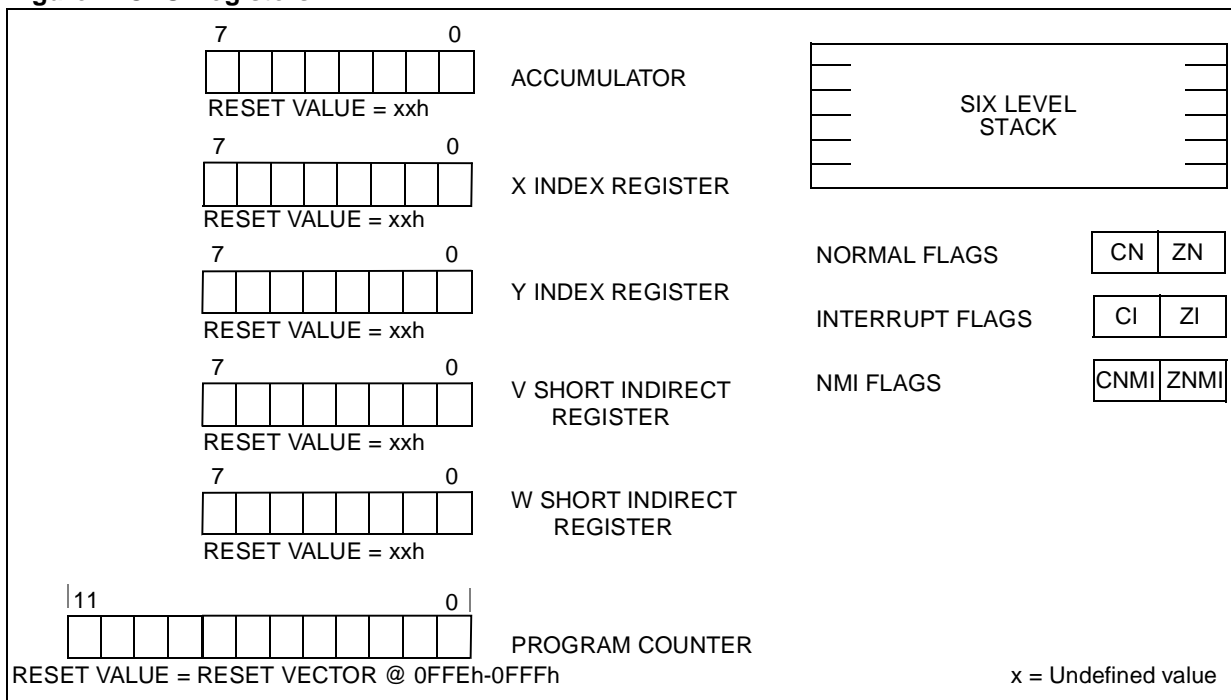 7 0
ACCUMULATOR
RESET VALUE = xxh
7 0
X INDEX REGISTER
RESET VALUE = xxh
7 0
Y INDEX REGISTER
RESET VALUE = xxh
7 0
V SHORT INDIRECT
REGISTER
RESET VALUE = xxh
7 0
W SHORT INDIRECT
REGISTER
RESET VALUE = xxh
11 0
PROGRAM COUNTER
RESET VALUE = RESET VECTOR @ 0FFEh-0FFFh
SIX LEVEL
STACK
NORMAL FLAGS CN ZN
INTERRUPT FLAGS CI ZI
NMI FLAGS CNMI ZNMI
x = Undefined value